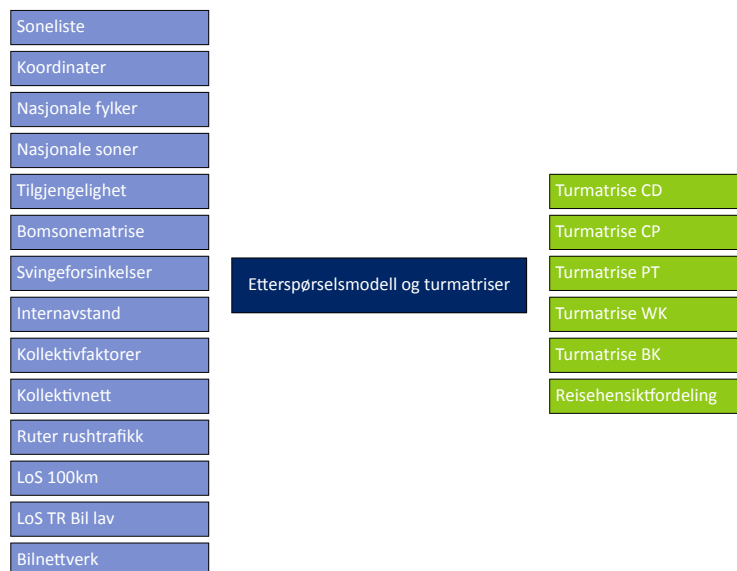 Soneliste
Koordinater
Nasjonale fylker
Nasjonale soner
Tilgjengelighet
Bomsonematrise
Svingeforsinkelser
Internavstand
Kollektivfaktorer
Kollektivnett
Ruter rushtrafikk
LoS 100km
LoS TR Bil lav
Bilnettverk
Etterspørselsmodell og turmatriser
Turmatrise CD
Turmatrise CP
Turmatrise PT
Turmatrise WK
Turmatrise BK
Reisehensiktfordeling